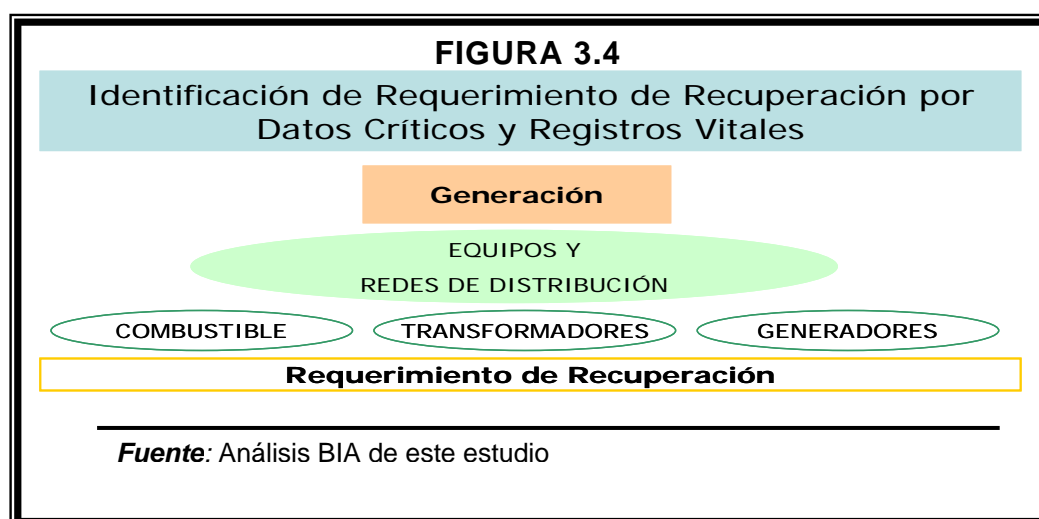 FIGURA 3.4
Identificación de Requerimiento de Recuperación por
Datos Críticos y Registros Vitales
Generación
EQUIPOS Y
REDES DE DISTRIBUCIÓN
COMBUSTIBLE TRANSFORMADORES GENERADORES
Requerimiento de Recuperación
Fuente: Análisis BIA de este estudio